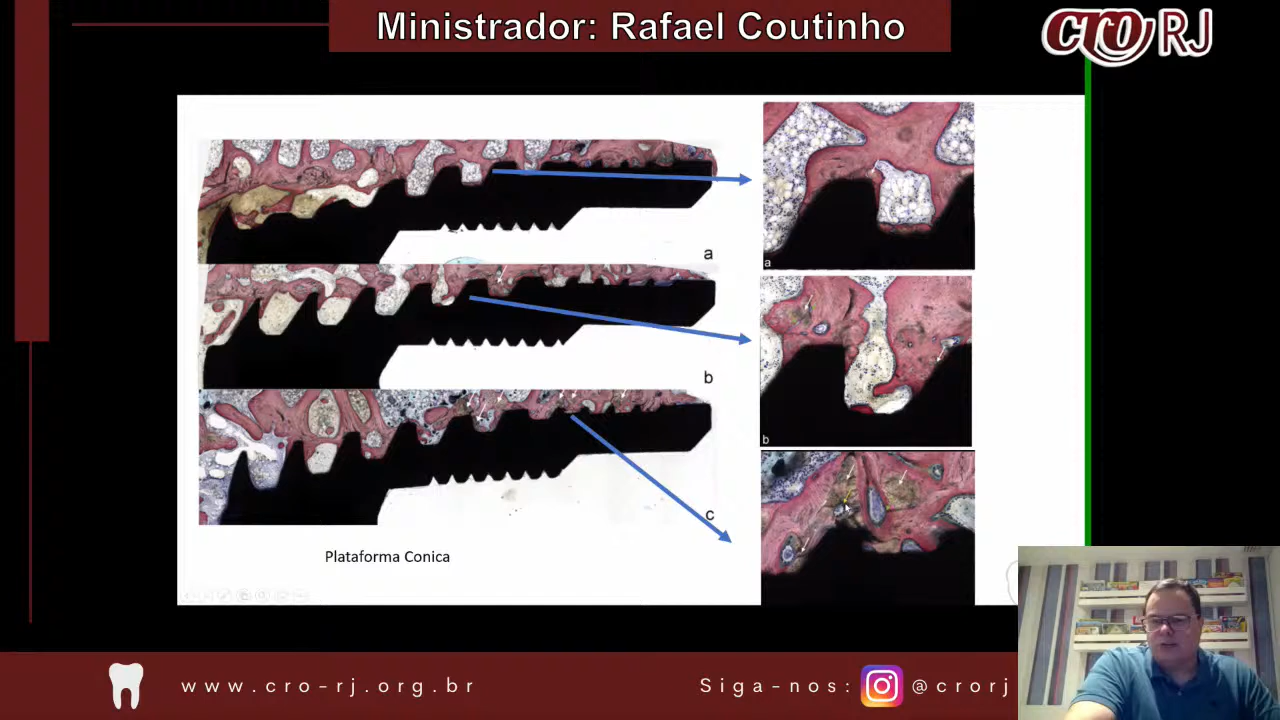 Ministrador: Rafael Coutinho
CRO RJ
a
b
c
a
b
Plataforma Conica
www.cro-rj.org.br
Siga-nos: @crorj